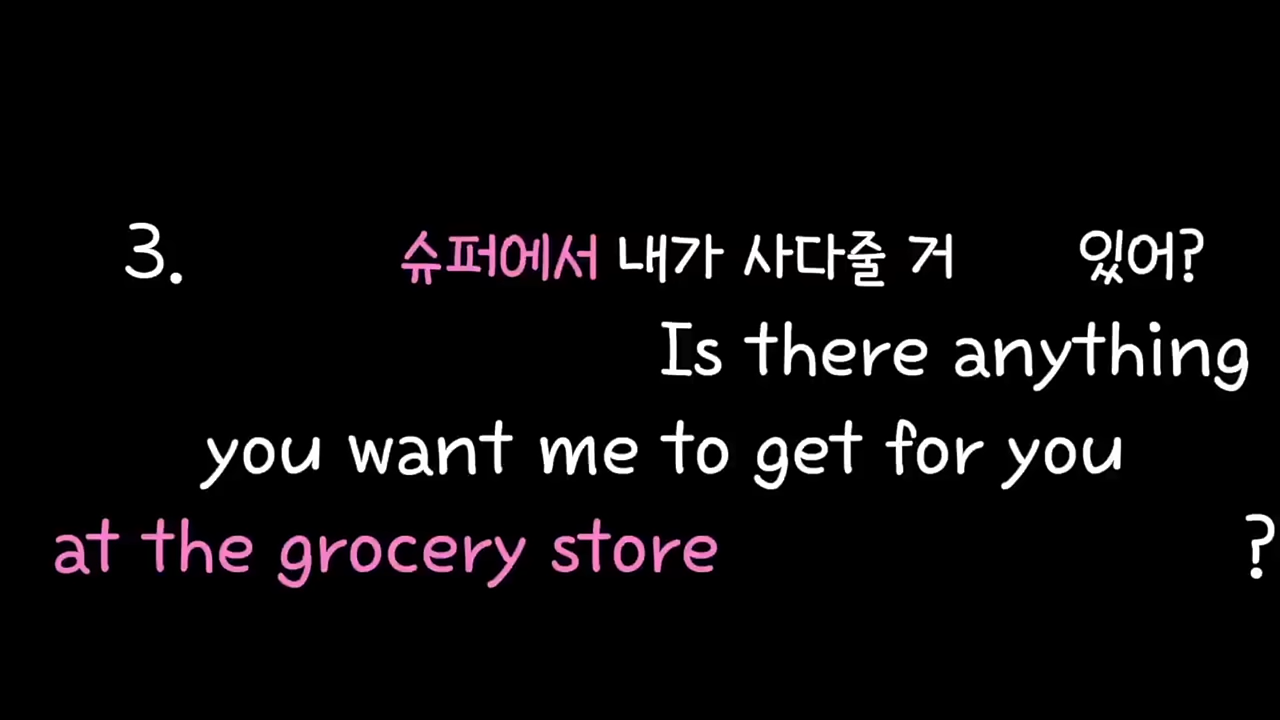 3. 슈퍼에서 내가 사다줄 거 있어?
Is there anything
you want me to get for you
at the grocery store ?